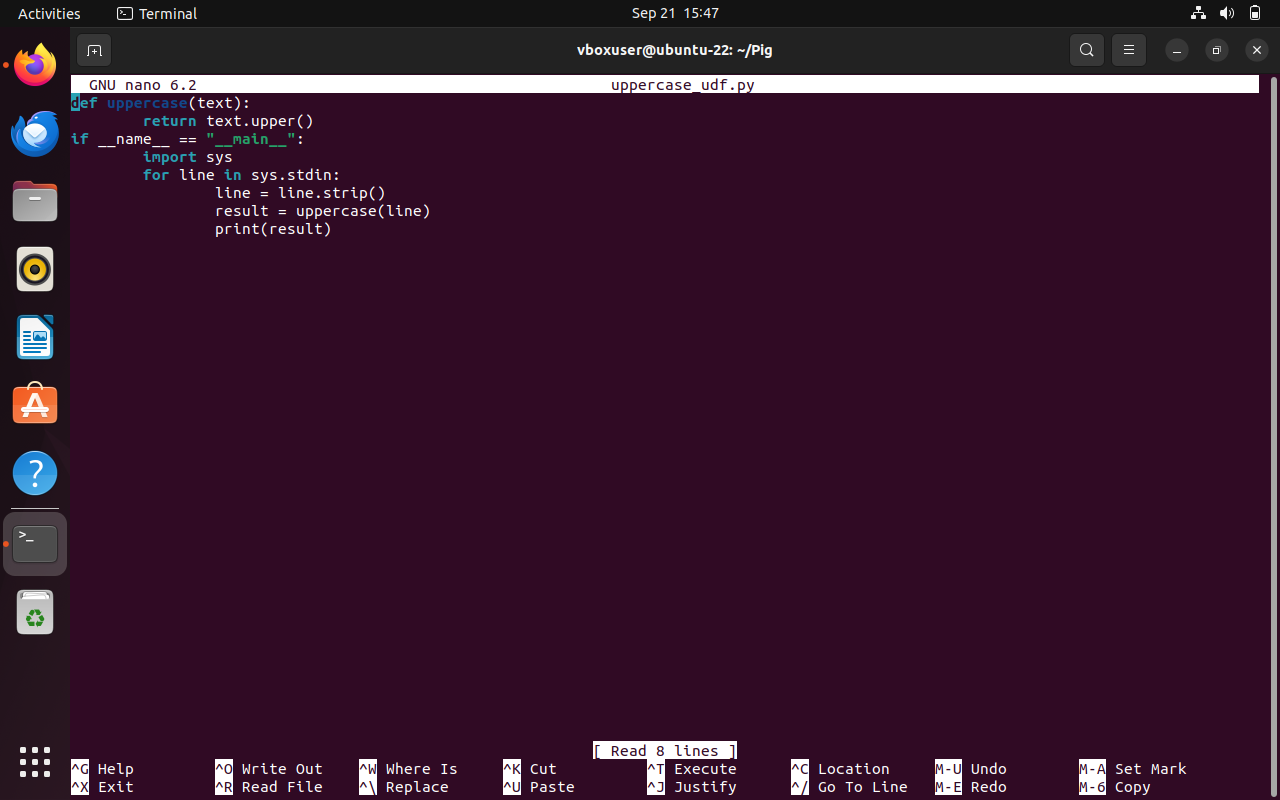 Activities Terminal Sep 21 15:47
vboxuser@ubuntu-22: ~/Pig
GNU nano 6.2 uppercase_udf.py
def uppercase(text):
        return text.upper()
if __name__ == "__main__":
        import sys
        for line in sys.stdin:
                line = line.strip()
                result = uppercase(line)
                print(result)
[ Read 8 lines ]
^G Help ^O Write Out ^W Where Is ^K Cut ^T Execute ^C Location M-U Undo M-A Set Mark
^X Exit ^R Read File ^\ Replace ^U Paste ^J Justify ^/ Go To Line M-E Redo M-6 Copy